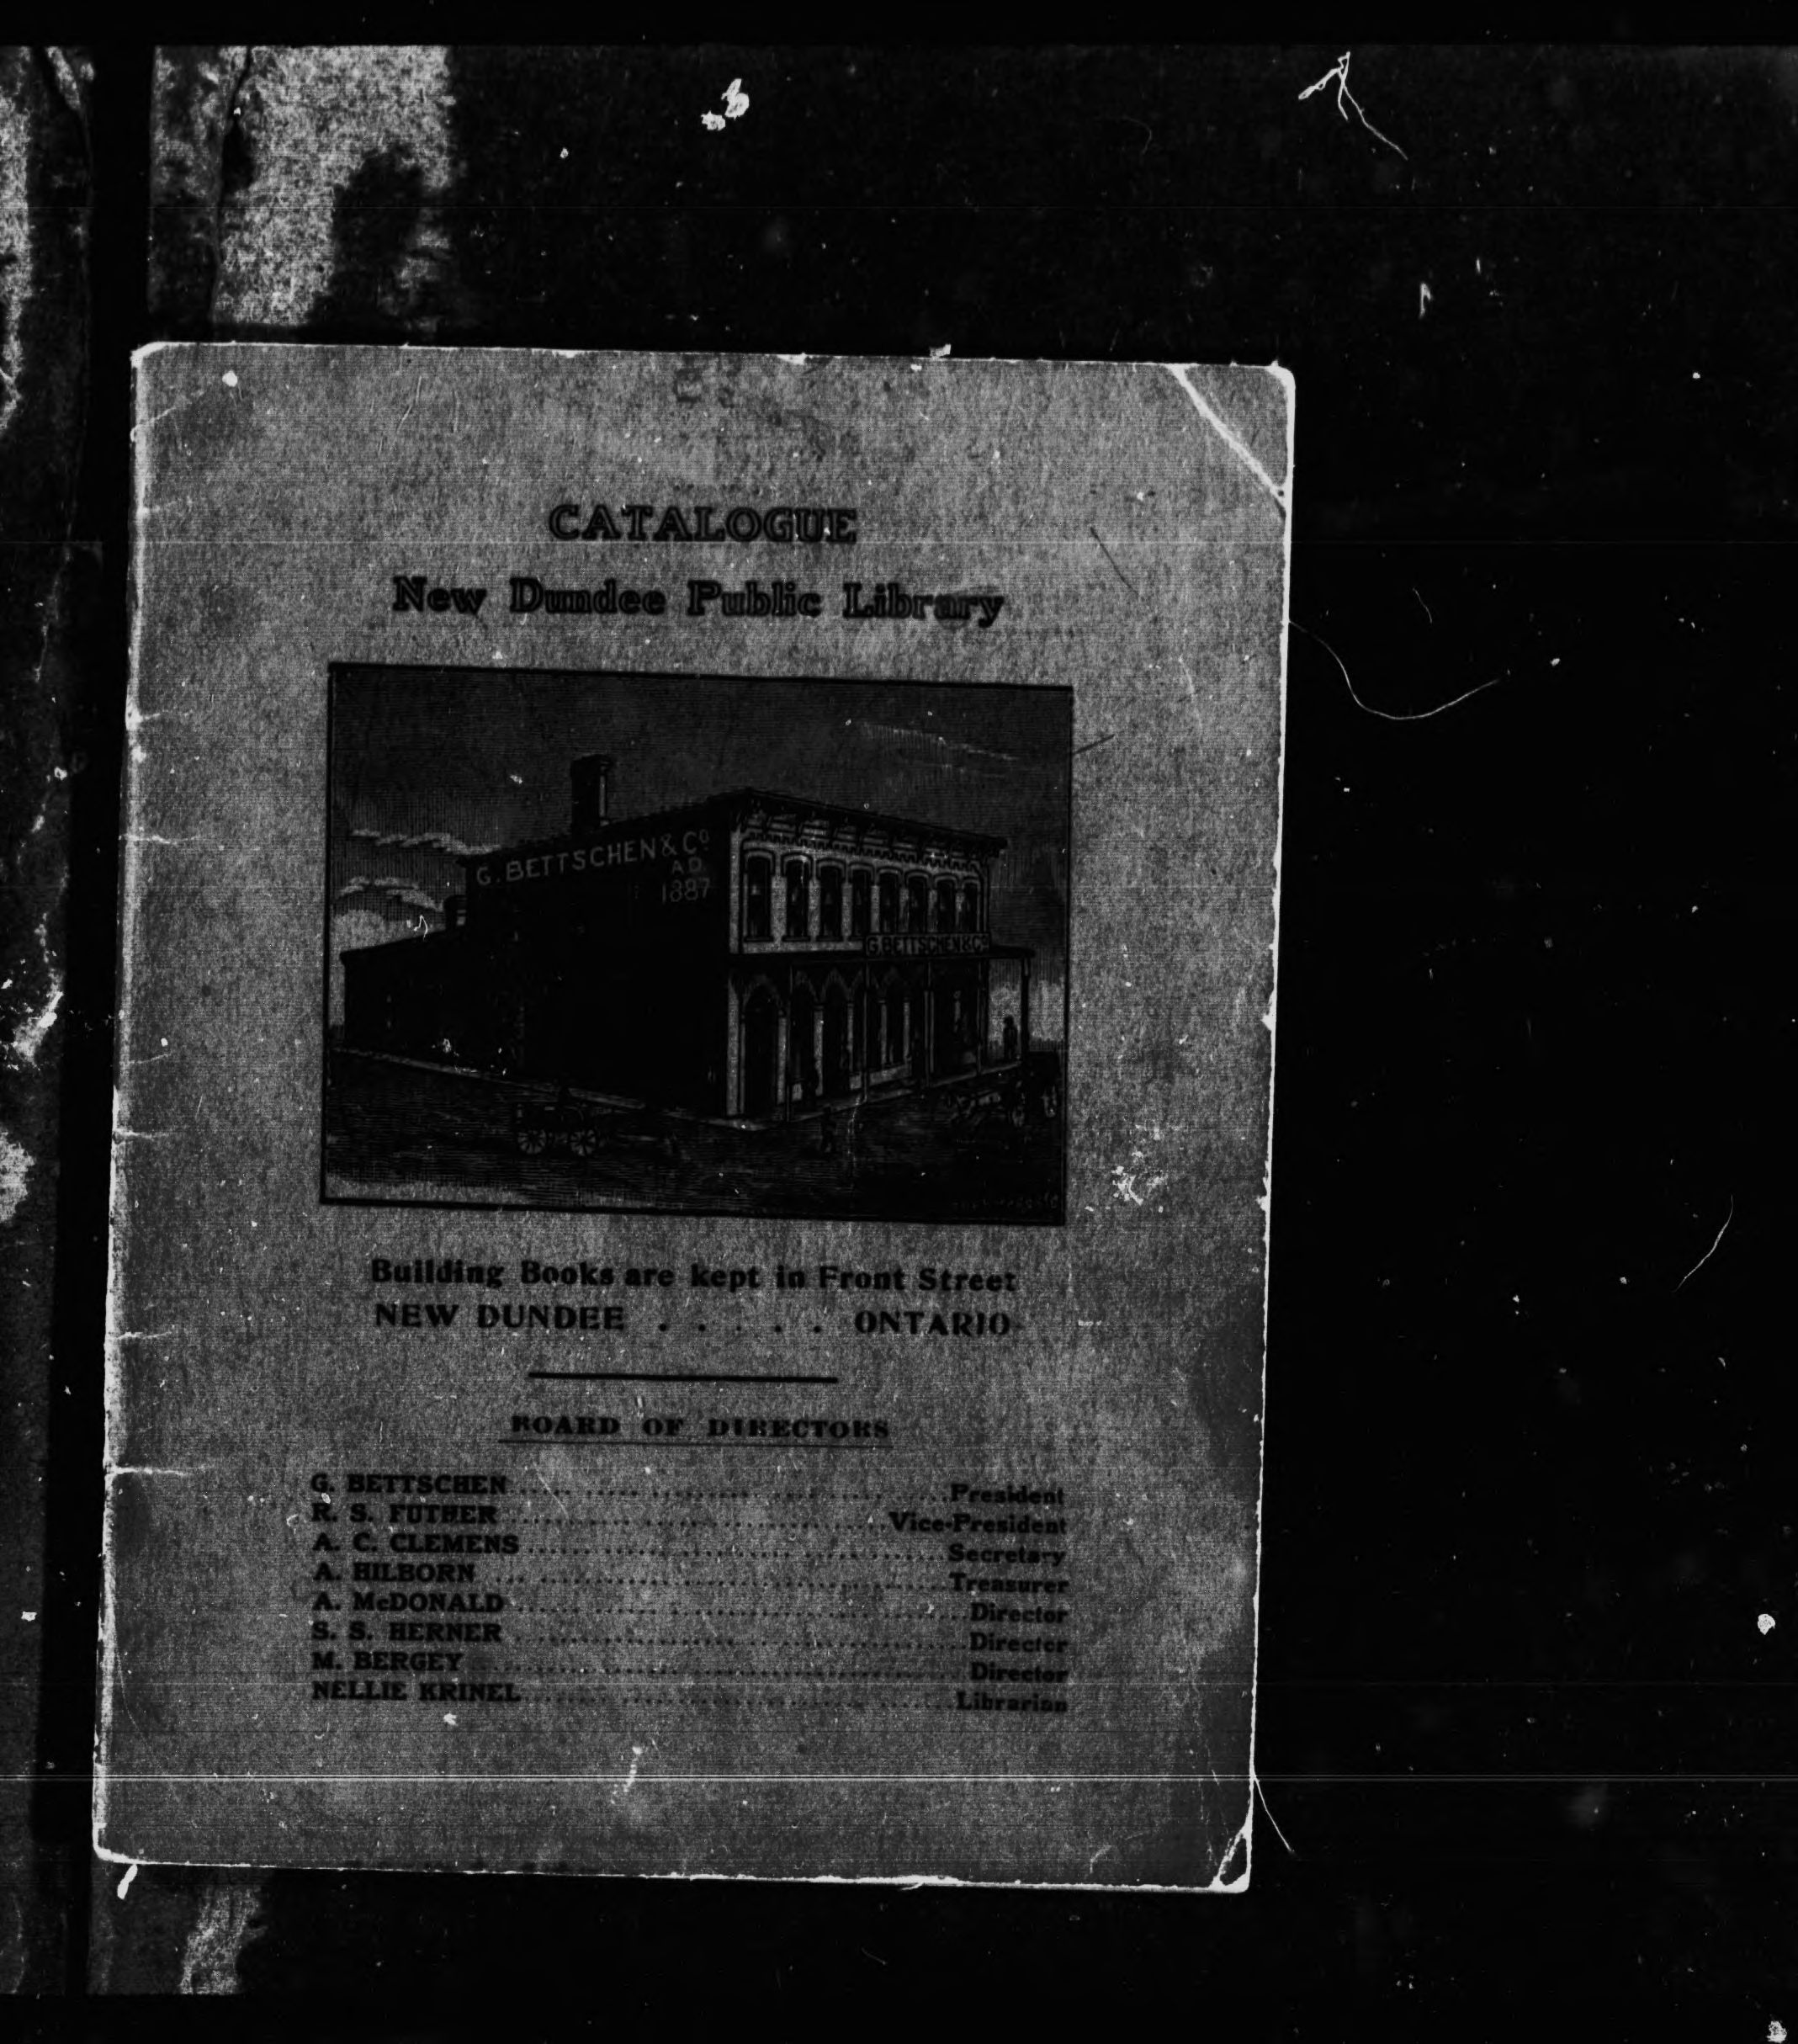 CATALOGUE
New Dundee Public Library
G. BETTSCHEN & Co
A.D.
1887
G. BETTSCHEN & Co
Building Books are kept in Front Street
NEW DUNDEE . . . . . ONTARIO
BOARD OF DIRECTORS
G. BETTSCHEN ........ President
R. S. FUTHER ........ Vice-President
A. C. CLEMENS ........ Secretary
A. HILBORN ........ Treasurer
A. McDONALD ........ Director
S. S. HERNER ........ Director
M. BERGEY ........ Director
NELLIE KRINEL ........ Librarian